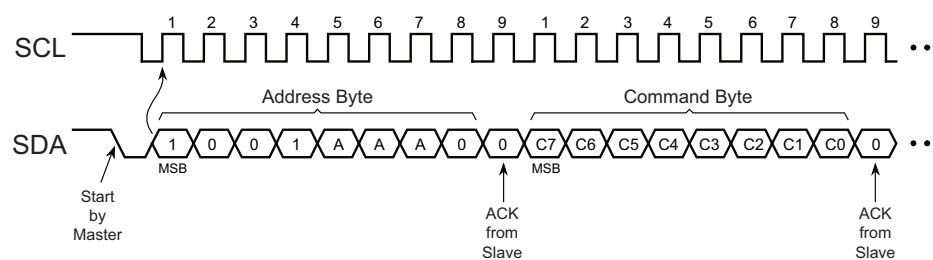 1 2 3 4 5 6 7 8 9 1 2 3 4 5 6 7 8 9
SCL
Address Byte Command Byte
SDA 1 0 0 1 A A A 0 0 C7 C6 C5 C4 C3 C2 C1 C0 0
MSB MSB
Start
by
Master
ACK
from
Slave
ACK
from
Slave